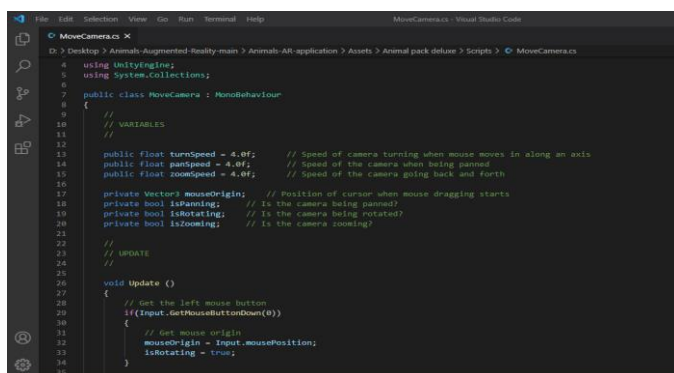 File Edit Selection View Go Run Terminal Help MoveCamera.cs - Visual Studio Code
MoveCamera.cs X
D: > Desktop > Animals-Augmented-Reality-main > Animals-AR-application > Assets > Animal pack deluxe > Scripts > MoveCamera.cs
4 using UnityEngine;
5 using System.Collections;
6
7 public class MoveCamera : MonoBehaviour
8 {
9 //
10 // VARIABLES
11 //
12
13 public float turnSpeed = 4.0f; // Speed of camera turning when mouse moves in along an axis
14 public float panSpeed = 4.0f; // Speed of the camera when being panned
15 public float zoomSpeed = 4.0f; // Speed of the camera going back and forth
16
17 private Vector3 mouseOrigin; // Position of cursor when mouse dragging starts
18 private bool isPanning; // Is the camera being panned?
19 private bool isRotating; // Is the camera being rotated?
20 private bool isZooming; // Is the camera zooming?
21
22 //
23 // UPDATE
24 //
25
26 void Update ()
27 {
28 // Get the left mouse button
29 if(Input.GetMouseButtonDown(0))
30 {
31 // Get mouse origin
32 mouseOrigin = Input.mousePosition;
33 isRotating = true;
34 }
35